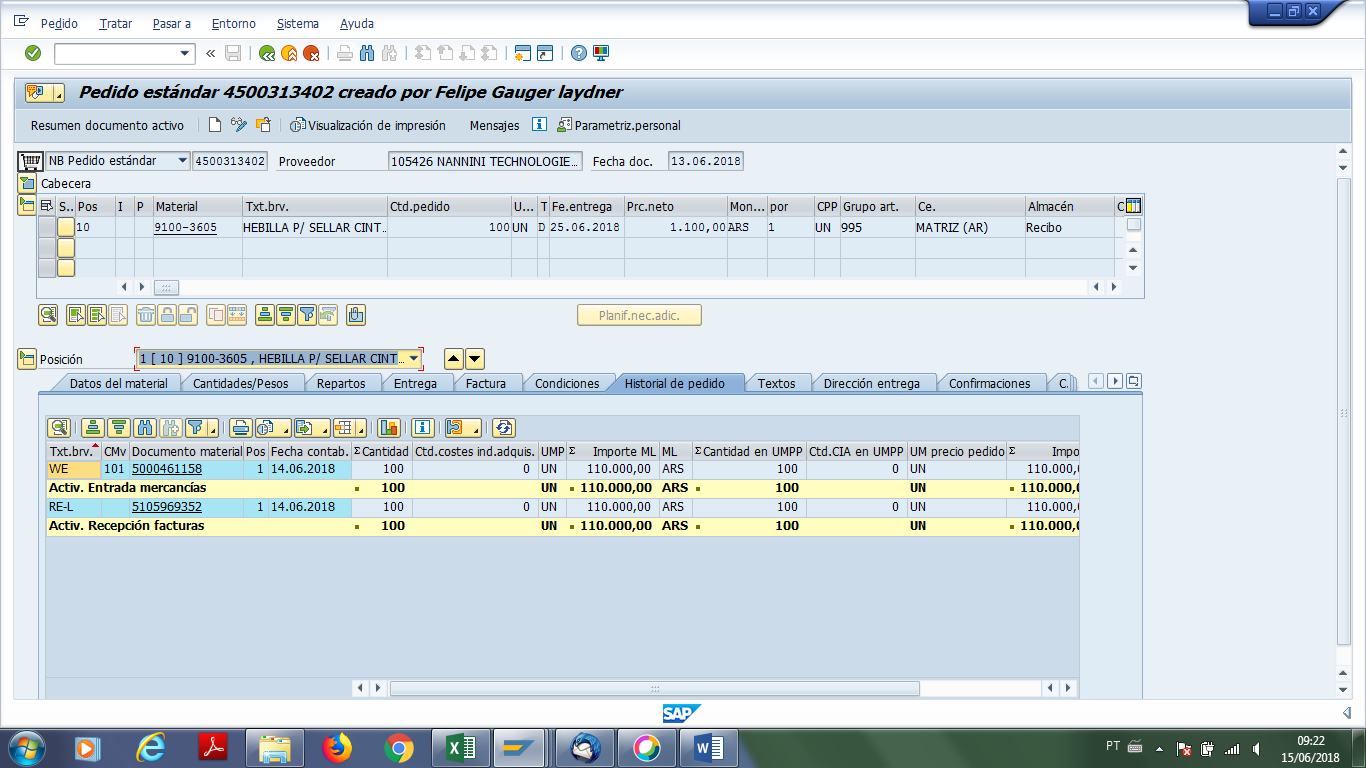 Pedido Tratar Pasar a Entorno Sistema Ayuda
Pedido estándar 4500313402 creado por Felipe Gauger laydner
Resumen documento activo Visualización de impresión Mensajes Parametriz.personal
NB Pedido estándar 4500313402 Proveedor 105426 NANNINI TECHNOLOGIE... Fecha doc. 13.06.2018
Cabecera
S.. Pos I P Material Txt.brv. Ctd.pedido U... T Fe.entrega Prc.neto Mon... por CPP Grupo art. Ce. Almacén C
10 9100-3605 HEBILLA P/ SELLAR CINT... 100 UN D 25.06.2018 1.100,00 ARS 1 UN 995 MATRIZ (AR) Recibo
Planif.nec.adic.
Posición 1 [ 10 ] 9100-3605 , HEBILLA P/ SELLAR CINT...
Datos del material Cantidades/Pesos Repartos Entrega Factura Condiciones Historial de pedido Textos Dirección entrega Confirmaciones C.
Txt.brv. CMv Documento material Pos Fecha contab. Σ Cantidad Ctd.costes ind.adquis. UMP Σ Importe ML ML Σ Cantidad en UMPP Ctd.CIA en UMPP UM precio pedido Σ Impo
WE 101 5000461158 1 14.06.2018 100 0 UN 110.000,00 ARS 100 0 UN 110.000,
Activ. Entrada mercancías 100 UN 110.000,00 ARS 100 UN 110.000,
RE-L 5105969352 1 14.06.2018 100 0 UN 110.000,00 ARS 100 0 UN 110.000,
Activ. Recepción facturas 100 UN 110.000,00 ARS 100 UN 110.000,
SAP
PT 09:22
15/06/2018